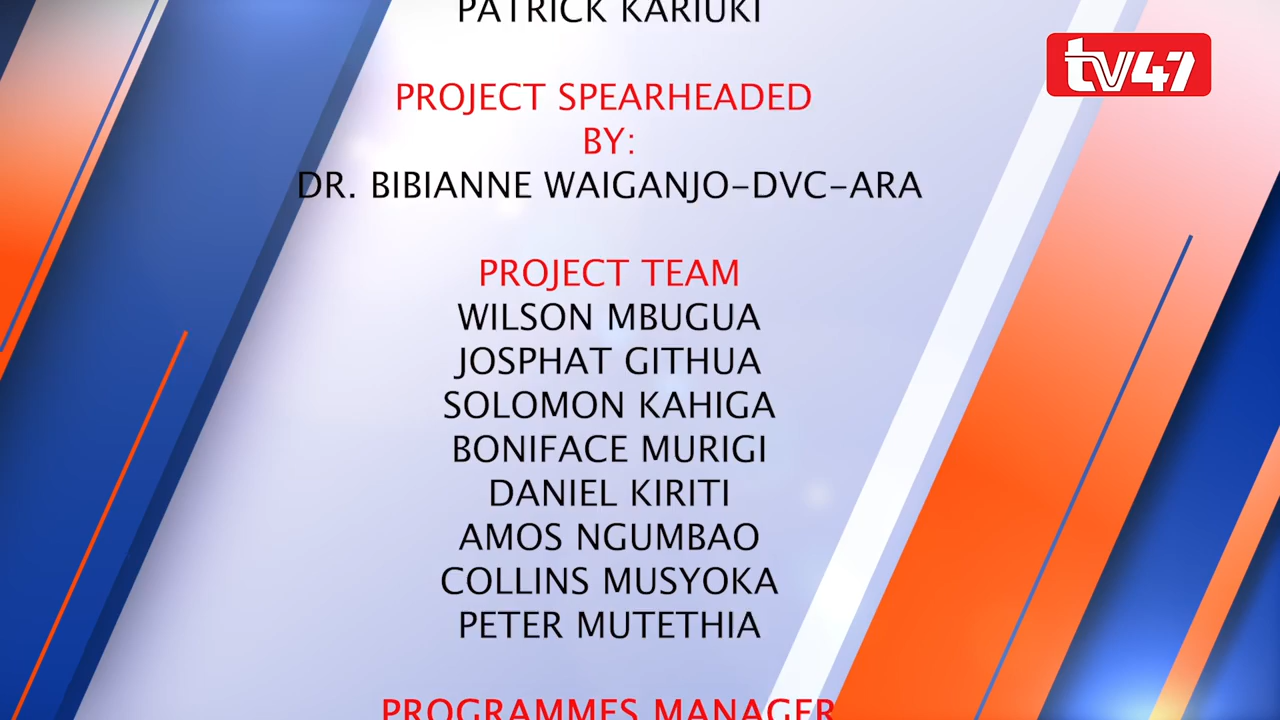 PATRICK KARIUKI
tv47
PROJECT SPEARHEADED
BY:
DR. BIBIANNE WAIGANJO-DVC-ARA
PROJECT TEAM
WILSON MBUGUA
JOSPHAT GITHUA
SOLOMON KAHIGA
BONIFACE MURIGI
DANIEL KIRITI
AMOS NGUMBAO
COLLINS MUSYOKA
PETER MUTETHIA
PROGRAMMES MANAGER